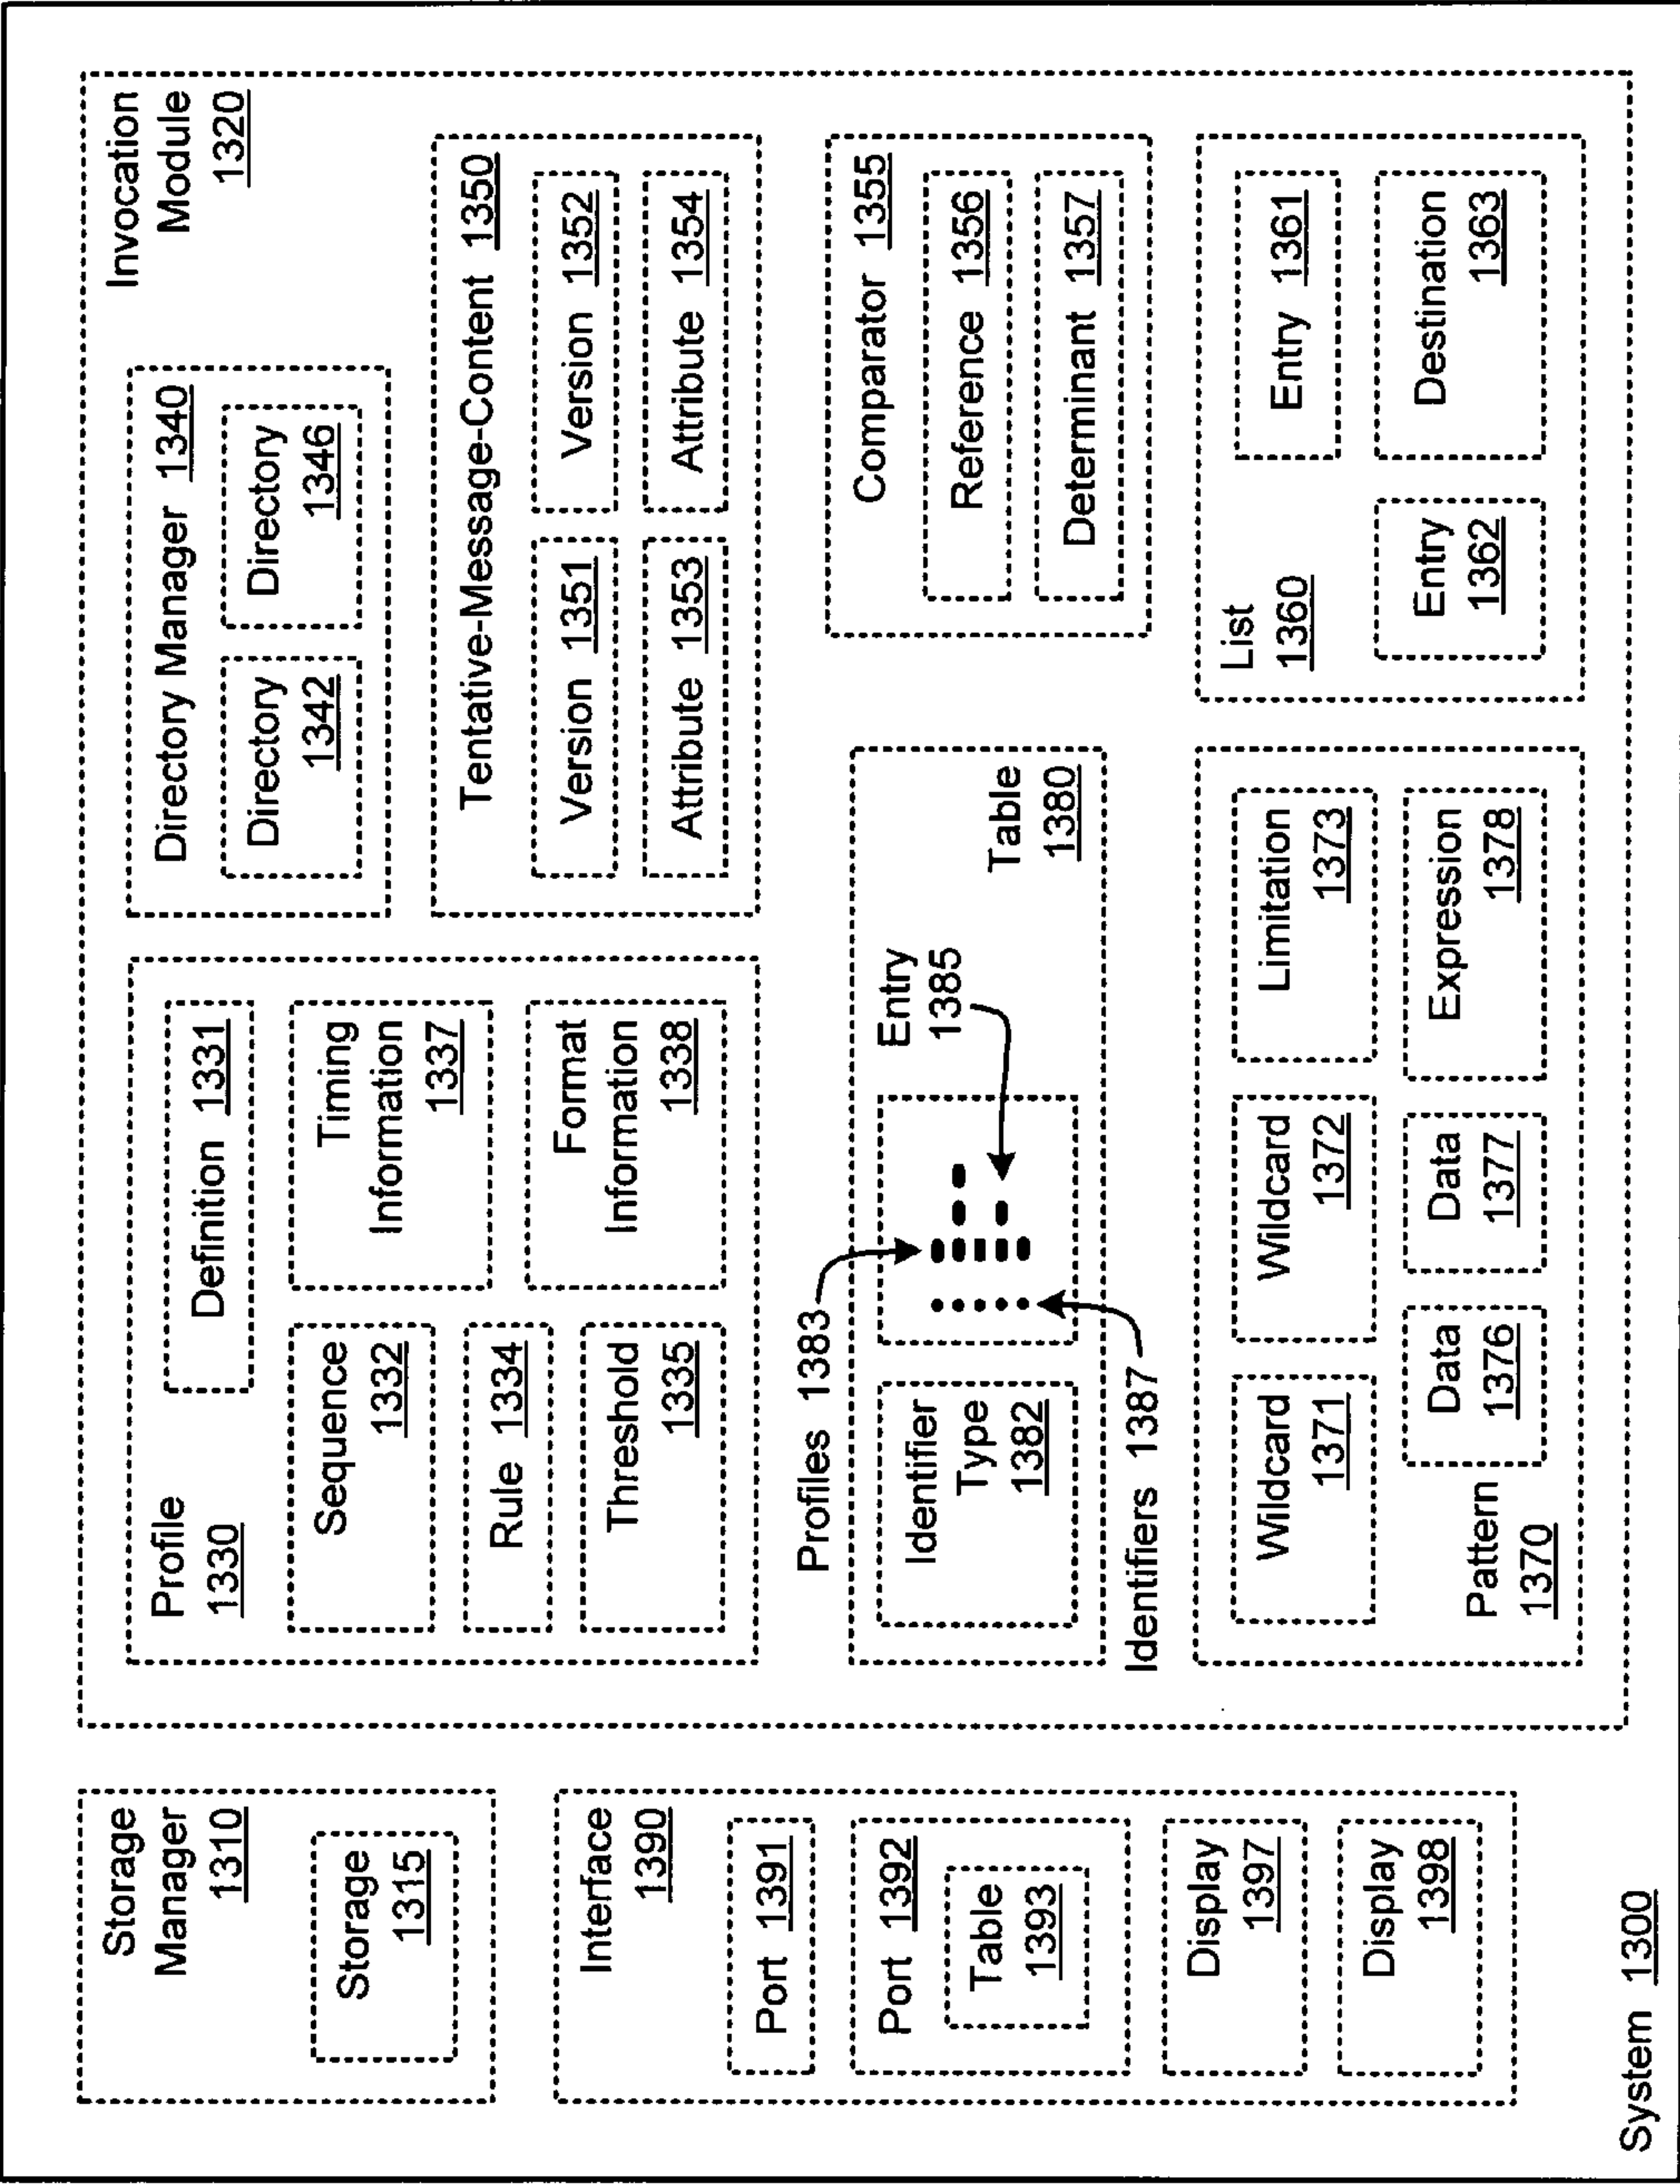 Storage
Manager
1310
Storage
1315
Interface
1390
Port 1391
Port 1392
Table
1393
Display
1397
Display
1398
System 1300
Invocation
Module
1320
Profile
1330
Definition 1331
Sequence
1332
Timing
Information
1337
Rule 1334
Threshold
1335
Format
Information
1338
Directory Manager 1340
Directory
1342
Directory
1346
Tentative-Message-Content 1350
Version 1351
Version 1352
Attribute 1353
Attribute 1354
Profiles 1383
Identifier
Type
1382
Entry
1385
Table
1380
Identifiers 1387
Comparator 1355
Reference 1356
Determinant 1357
Wildcard
1371
Wildcard
1372
Limitation
1373
Pattern
1370
Data
1376
Data
1377
Expression
1378
List
1360
Entry 1361
Entry
1362
Destination
1363